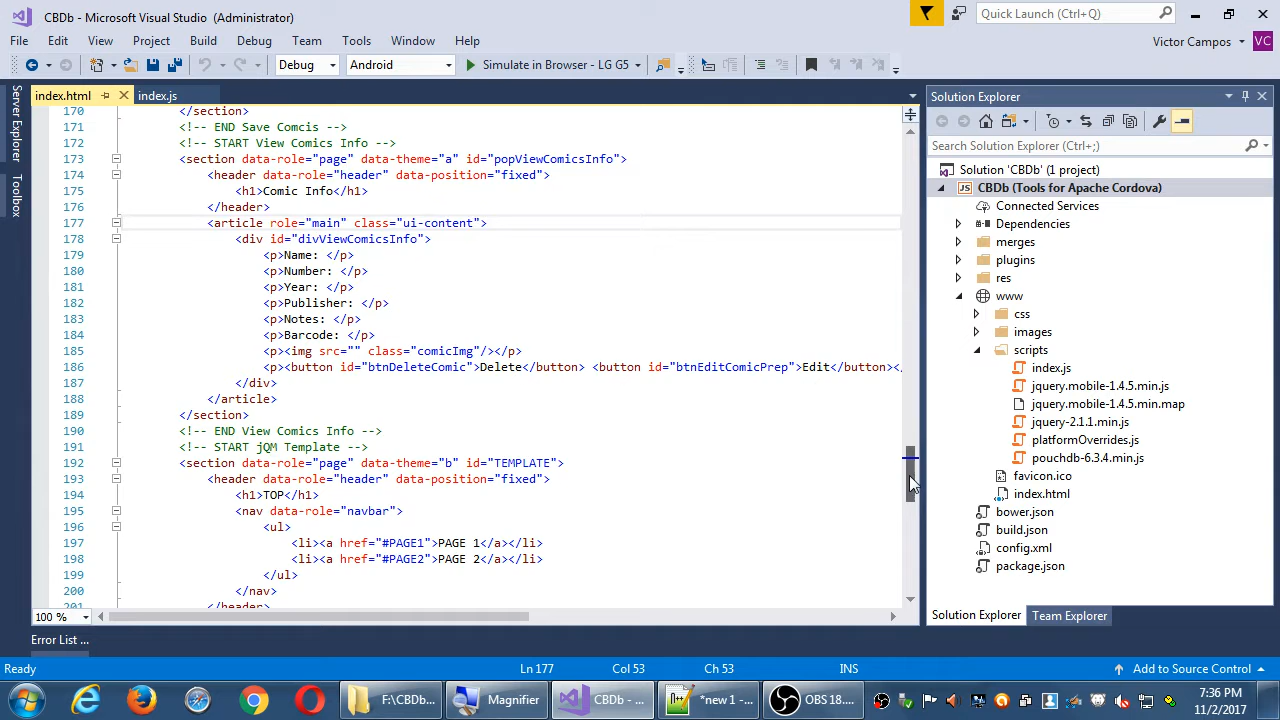 CBDb - Microsoft Visual Studio (Administrator)
Quick Launch (Ctrl+Q)
File Edit View Project Build Debug Team Tools Window Help
Victor Campos VC
Debug Android Simulate in Browser - LG G5
index.html index.js
Server Explorer
Toolbox
170 </section>
171 <!-- END Save Comcis -->
172 <!-- START View Comics Info -->
173 <section data-role="page" data-theme="a" id="popViewComicsInfo">
174 <header data-role="header" data-position="fixed">
175 <h1>Comic Info</h1>
176 </header>
177 <article role="main" class="ui-content">
178 <div id="divViewComicsInfo">
179 <p>Name: </p>
180 <p>Number: </p>
181 <p>Year: </p>
182 <p>Publisher: </p>
183 <p>Notes: </p>
184 <p>Barcode: </p>
185 <p><img src="" class="comicImg"/></p>
186 <p><button id="btnDeleteComic">Delete</button> <button id="btnEditComicPrep">Edit</button><
187 </div>
188 </article>
189 </section>
190 <!-- END View Comics Info -->
191 <!-- START jQM Template -->
192 <section data-role="page" data-theme="b" id="TEMPLATE">
193 <header data-role="header" data-position="fixed">
194 <h1>TOP</h1>
195 <nav data-role="navbar">
196 <ul>
197 <li><a href="#PAGE1">PAGE 1</a></li>
198 <li><a href="#PAGE2">PAGE 2</a></li>
199 </ul>
200 </nav>
201 </header>
100 %
Error List ...
Solution Explorer
Search Solution Explorer (Ctrl+;)
Solution 'CBDb' (1 project)
JS CBDb (Tools for Apache Cordova)
Connected Services
Dependencies
merges
plugins
res
www
css
images
scripts
index.js
jquery.mobile-1.4.5.min.js
jquery.mobile-1.4.5.min.map
jquery-2.1.1.min.js
platformOverrides.js
pouchdb-6.3.4.min.js
favicon.ico
index.html
bower.json
build.json
config.xml
package.json
Solution Explorer Team Explorer
Ready Ln 177 Col 53 Ch 53 INS Add to Source Control
F:\CBDb... Magnifier CBDb - ... *new 1 -... OBS 18....
7:36 PM
11/2/2017